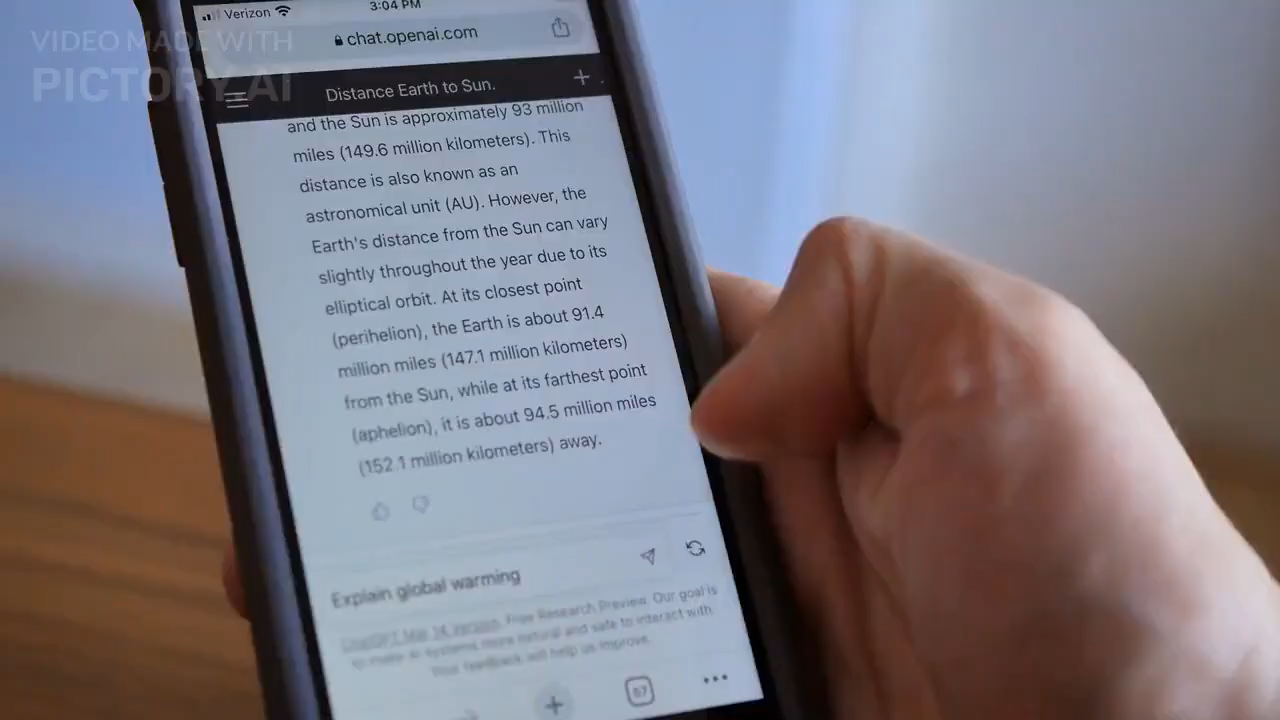 VIDEO MADE WITH
PICTORY.AI
Verizon
3:04 PM
chat.openai.com
Distance Earth to Sun.
and the Sun is approximately 93 million
miles (149.6 million kilometers). This
distance is also known as an
astronomical unit (AU). However, the
Earth's distance from the Sun can vary
slightly throughout the year due to its
elliptical orbit. At its closest point
(perihelion), the Earth is about 91.4
million miles (147.1 million kilometers)
from the Sun, while at its farthest point
(aphelion), it is about 94.5 million miles
(152.1 million kilometers) away.
Explain global warming
ChatGPT Mar 14 Version. Free Research Preview. Our goal is
to make AI systems more natural and safe to interact with.
Your feedback will help us improve.